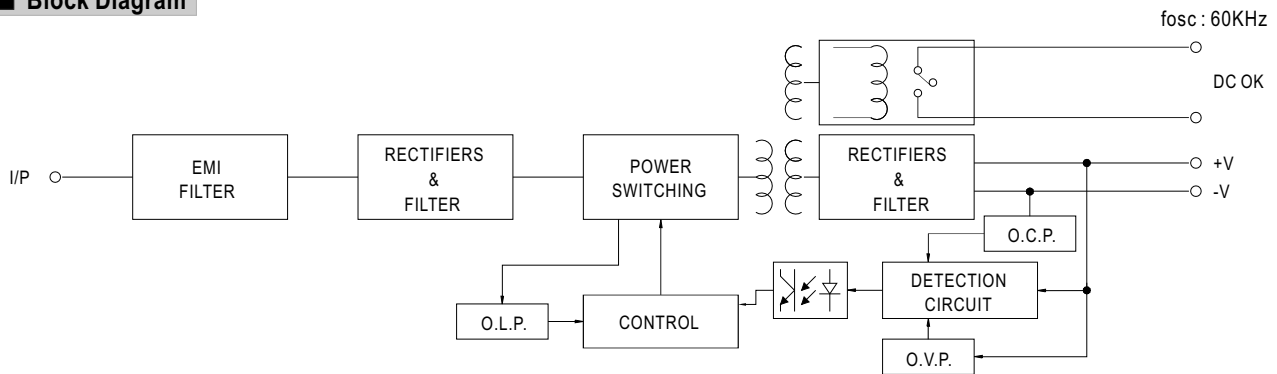 Block Diagram
fosc : 60KHz
DC OK
I/P
EMI
FILTER
RECTIFIERS
&
FILTER
POWER
SWITCHING
RECTIFIERS
&
FILTER
+V
-V
O.C.P.
DETECTION
CIRCUIT
O.L.P.
CONTROL
O.V.P.